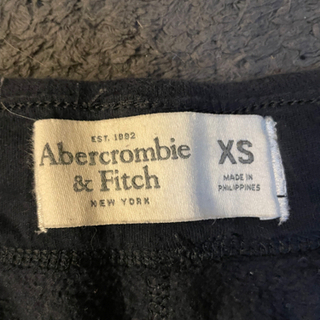 EST. 1892
Abercrombie
& Fitch
NEW YORK
XS
MADE IN
PHILIPPINES